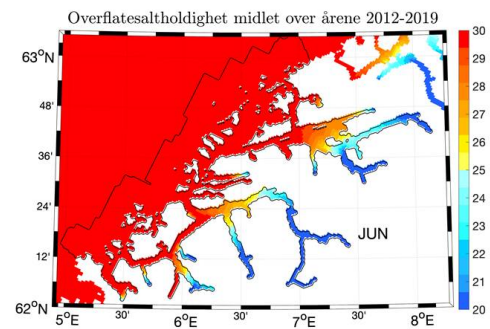 Overflatesaltholdighet midlet over årene 2012-2019
63°N
48'
36'
24'
12'
62°N
5°E
30'
6°E
30'
7°E
30'
8°E
JUN
30
29
28
27
26
25
24
23
22
21
20